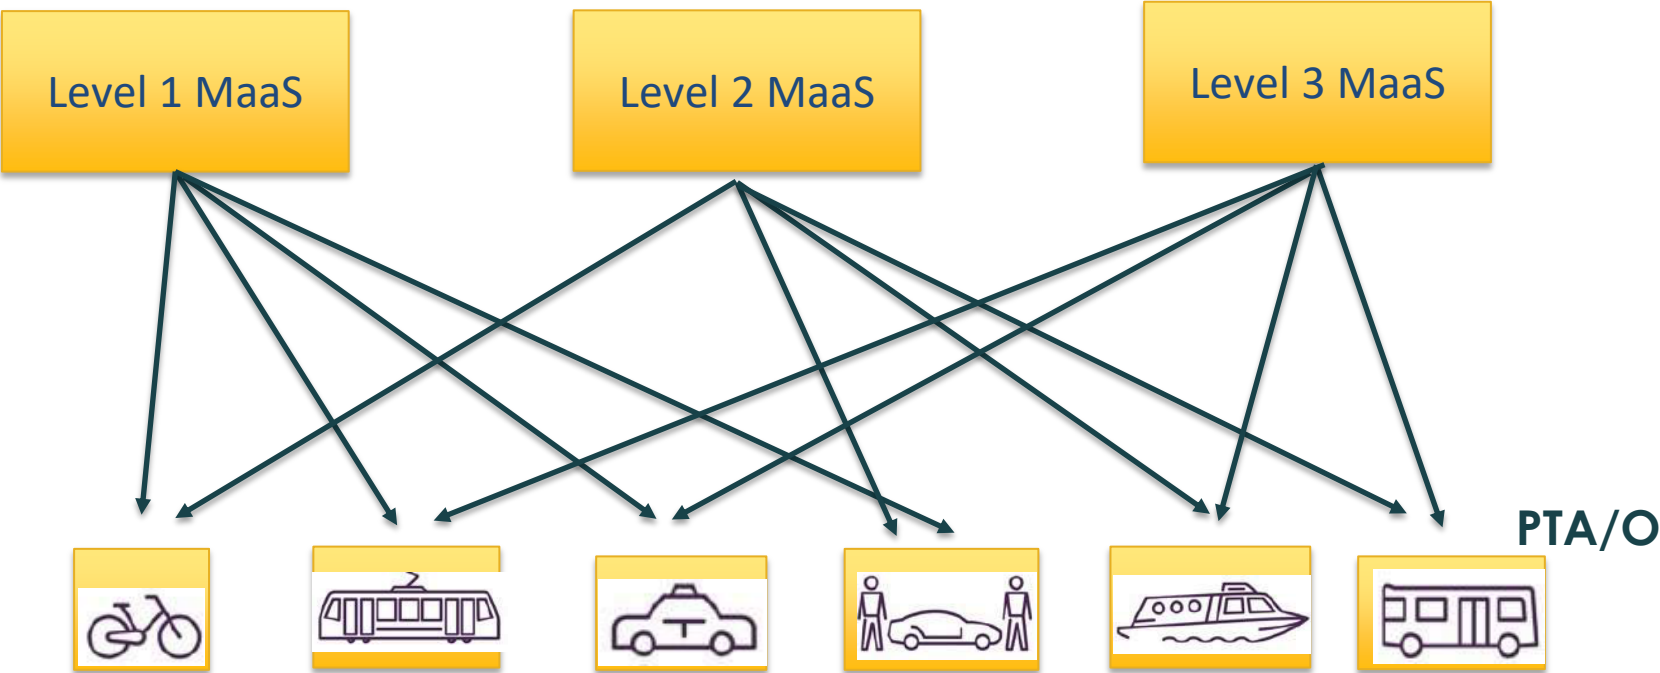 Level 1 MaaS
Level 2 MaaS
Level 3 MaaS
PTA/O
T